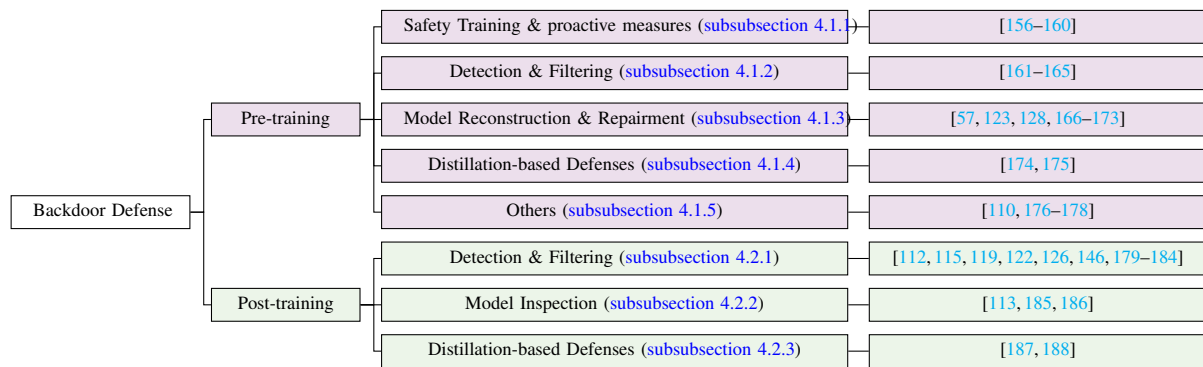 Safety Training & proactive measures (subsubsection 4.1.1)
[156–160]
Detection & Filtering (subsubsection 4.1.2)
[161–165]
Pre-training
Model Reconstruction & Repairment (subsubsection 4.1.3)
[57, 123, 128, 166–173]
Distillation-based Defenses (subsubsection 4.1.4)
[174, 175]
Backdoor Defense
Others (subsubsection 4.1.5)
[110, 176–178]
Detection & Filtering (subsubsection 4.2.1)
[112, 115, 119, 122, 126, 146, 179–184]
Post-training
Model Inspection (subsubsection 4.2.2)
[113, 185, 186]
Distillation-based Defenses (subsubsection 4.2.3)
[187, 188]